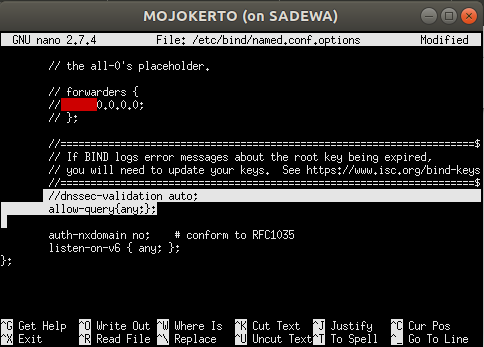 MOJOKERTO (on SADEWA)
GNU nano 2.7.4 File: /etc/bind/named.conf.options Modified
// the all-0's placeholder.
// forwarders {
// 0.0.0.0;
// };
//=====================================================================$
// If BIND logs error messages about the root key being expired,
// you will need to update your keys. See https://www.isc.org/bind-keys
//=====================================================================$
//dnssec-validation auto;
allow-query{any;};
auth-nxdomain no; # conform to RFC1035
listen-on-v6 { any; };
};
^G Get Help ^O Write Out ^W Where Is ^K Cut Text ^J Justify ^C Cur Pos
^X Exit ^R Read File ^\ Replace ^U Uncut Text ^T To Spell ^_ Go To Line